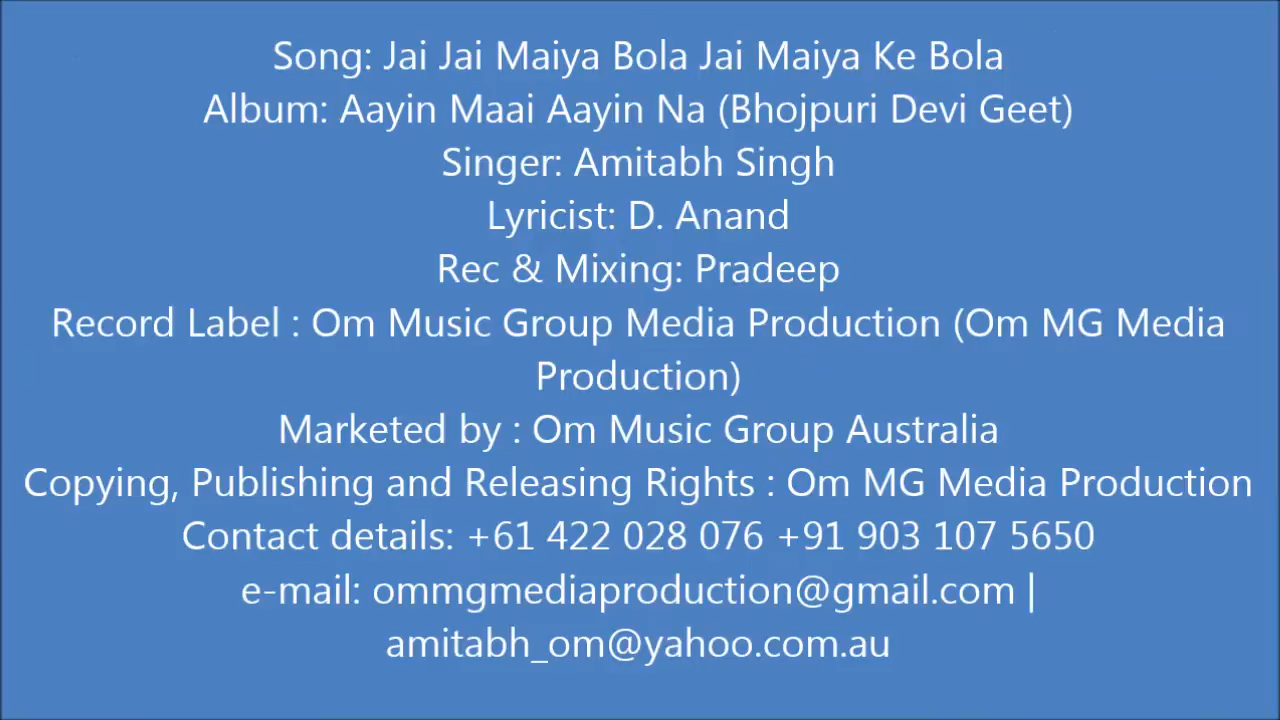 Song: Jai Jai Maiya Bola Jai Maiya Ke Bola
Album: Aayin Maai Aayin Na (Bhojpuri Devi Geet)
Singer: Amitabh Singh
Lyricist: D. Anand
Rec & Mixing: Pradeep
Record Label : Om Music Group Media Production (Om MG Media
Production)
Marketed by : Om Music Group Australia
Copying, Publishing and Releasing Rights : Om MG Media Production
Contact details: +61 422 028 076 +91 903 107 5650
e-mail: ommgmediaproduction@gmail.com |
amitabh_om@yahoo.com.au